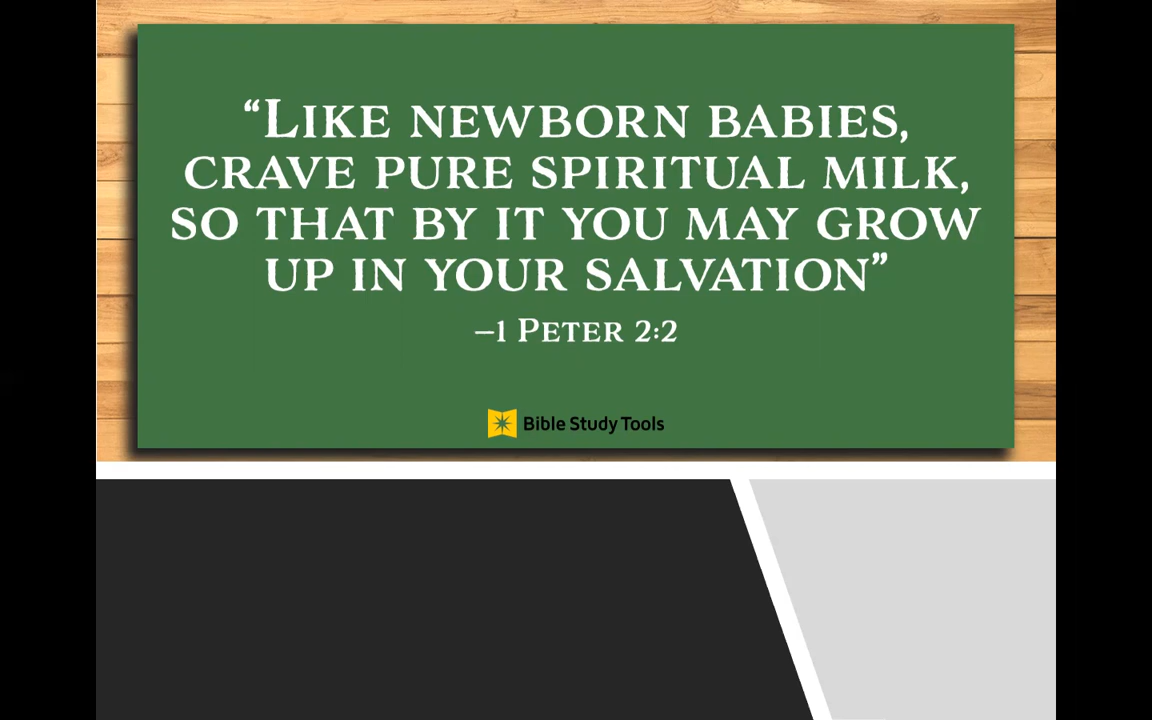 “Like newborn babies,
crave pure spiritual milk,
so that by it you may grow
up in your salvation”
–1 Peter 2:2
Bible Study Tools